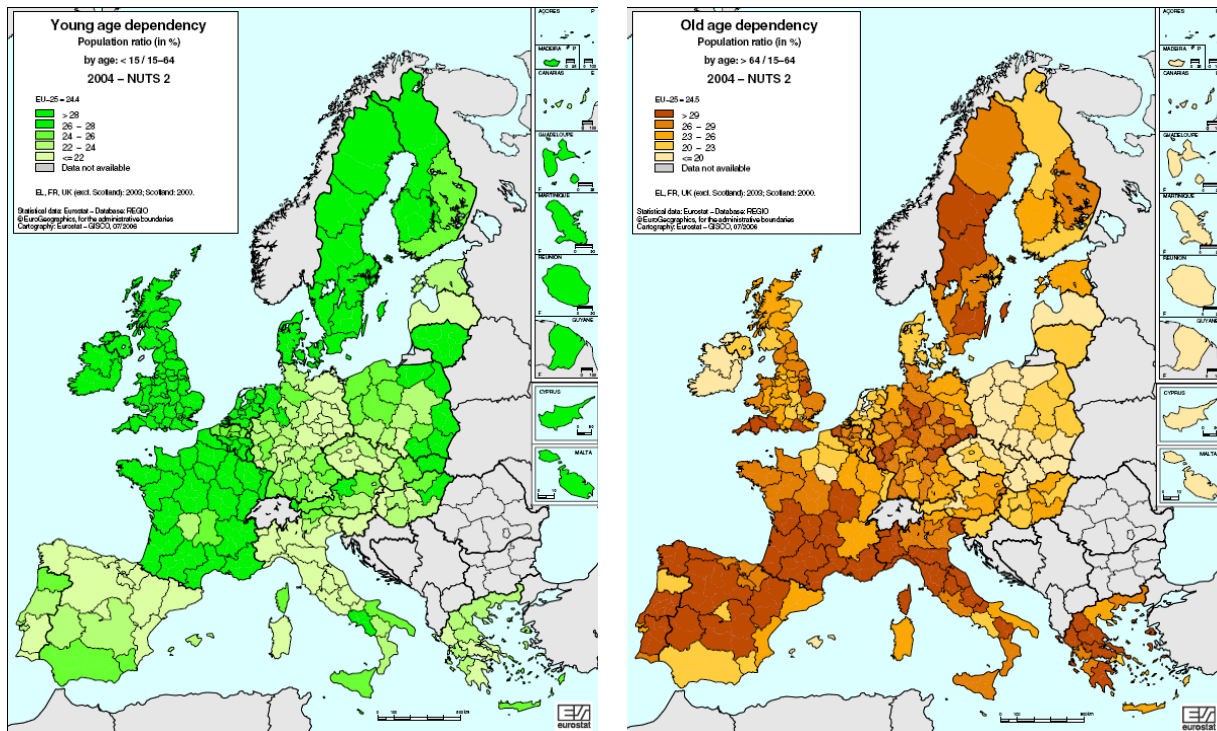 Young age dependency
Population ratio (in %)
by age: < 15 / 15–64
2004 – NUTS 2
EU–25 = 24.4
> 28
26 – 28
24 – 26
22 – 24
<= 22
Data not available
EL, FR, UK (excl. Scotland): 2003; Scotland: 2000.
Statistical data: Eurostat – Database: REGIO
© EuroGeographics, for the administrative boundaries
Cartography: Eurostat – GISCO, 07/2006
AÇORES P
MADEIRA P
CANARIAS E
GUADELOUPE
F
MARTINIQUE
F
REUNION
F
GUYANE
F
CYPRUS
MALTA
eurostat
Old age dependency
Population ratio (in %)
by age: > 64 / 15–64
2004 – NUTS 2
EU–25 = 24.5
> 29
26 – 29
23 – 26
20 – 23
<= 20
Data not available
EL, FR, UK (excl. Scotland): 2003; Scotland: 2000.
Statistical data: Eurostat – Database: REGIO
© EuroGeographics, for the administrative boundaries
Cartography: Eurostat – GISCO, 07/2006
AÇORES
MADEIRA P
CANARIAS
GUADELOUPE
F
MARTINIQUE
F
REUNION
F
GUYANE
F
CYPRUS
MALTA
eurostat